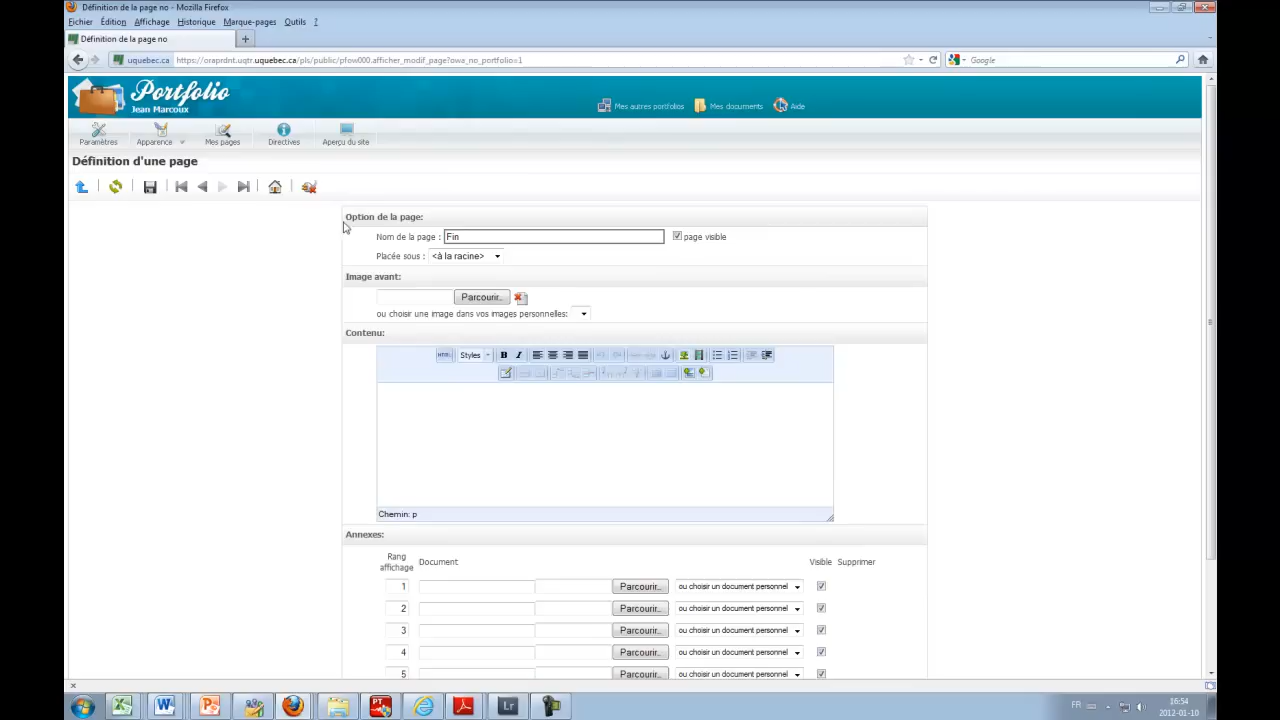 Définition de la page no - Mozilla Firefox
Fichier Édition Affichage Historique Marque-pages Outils ?
Définition de la page no
uquebec.ca https://oraprdnt.uqtr.uquebec.ca/pls/public/pfow000.afficher_modif_page?owa_no_portfolio=1 Google
Portfolio
Jean Marcoux
Mes autres portfolios Mes documents Aide
Paramètres Apparence Mes pages Directives Aperçu du site
Définition d'une page
Option de la page:
Nom de la page : Fin page visible
Placée sous : <à la racine>
Image avant:
Parcourir...
ou choisir une image dans vos images personnelles:
Contenu:
HTML Styles B I
Chemin: p
Annexes:
Rang affichage Document Visible Supprimer
1 Parcourir... ou choisir un document personnel
2 Parcourir... ou choisir un document personnel
3 Parcourir... ou choisir un document personnel
4 Parcourir... ou choisir un document personnel
5 Parcourir... ou choisir un document personnel
FR 16:54
2012-01-10